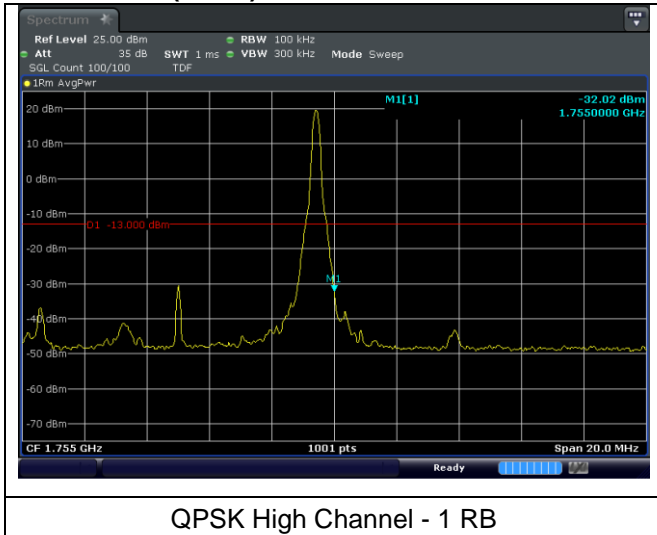 Spectrum
Ref Level 25.00 dBm RBW 100 kHz
Att 35 dB SWT 1 ms VBW 300 kHz Mode Sweep
SGL Count 100/100 TDF
1Rm AvgPwr
M1[1] -32.02 dBm
1.7550000 GHz
20 dBm
10 dBm
0 dBm
-10 dBm
D1 -13.000 dBm
-20 dBm
-30 dBm
M1
-40 dBm
-50 dBm
-60 dBm
-70 dBm
CF 1.755 GHz 1001 pts Span 20.0 MHz
Ready
QPSK High Channel - 1 RB